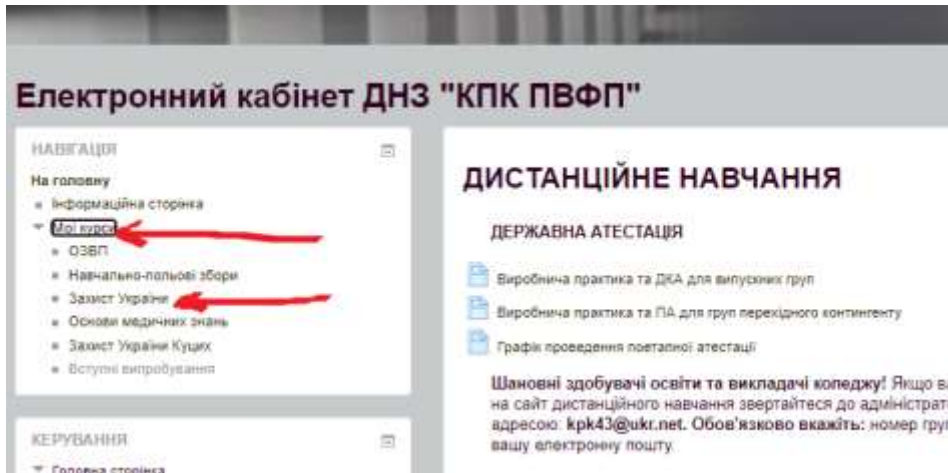 Електронний кабінет ДНЗ "КПК ПВФП"
НАВІГАЦІЯ
На головну
Інформаційна сторінка
Мої курси
ОЗВП
Навчально-польові збори
Захист України
Основи медичних знань
Захист України Куцих
Вступні випробування
КЕРУВАННЯ
Головна сторінка
ДИСТАНЦІЙНЕ НАВЧАННЯ
ДЕРЖАВНА АТЕСТАЦІЯ
Виробнича практика та ДКА для випускних груп
Виробнича практика та ПА для груп перехідного контингенту
Графік проведення поетапної атестації
Шановні здобувачі освіти та викладачі коледжу! Якщо
на сайт дистанційного навчання звертайтеся до адміністрат
адресою: kpk43@ukr.net. Обов'язково вкажіть: номер гру
вашу електронну пошту.